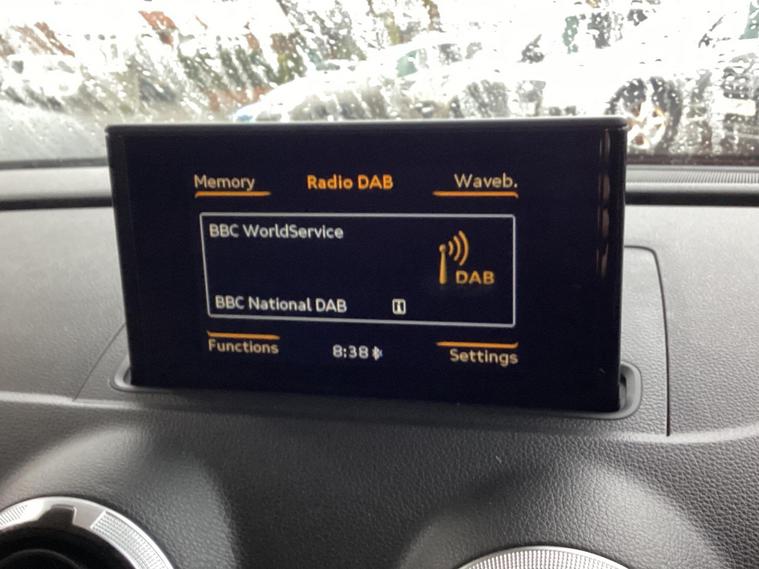 Memory
Radio DAB
Waveb.
BBC WorldService
DAB
BBC National DAB
i
Functions
8:38
Settings